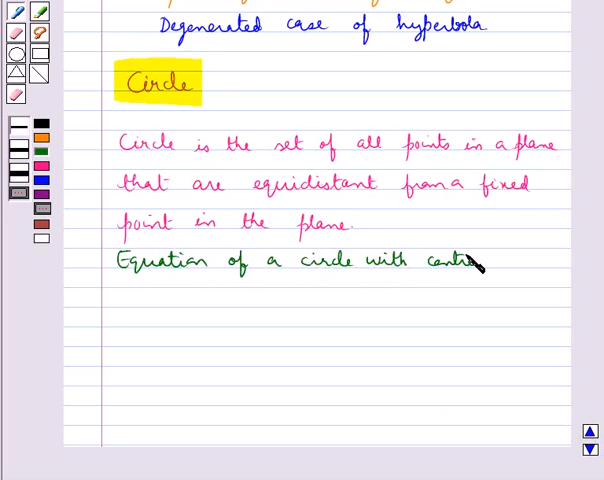 Degenerated case of hyperbola
Circle
Circle is the set of all points in a plane
that are equidistant from a fixed
point in the plane.
Equation of a circle with centre